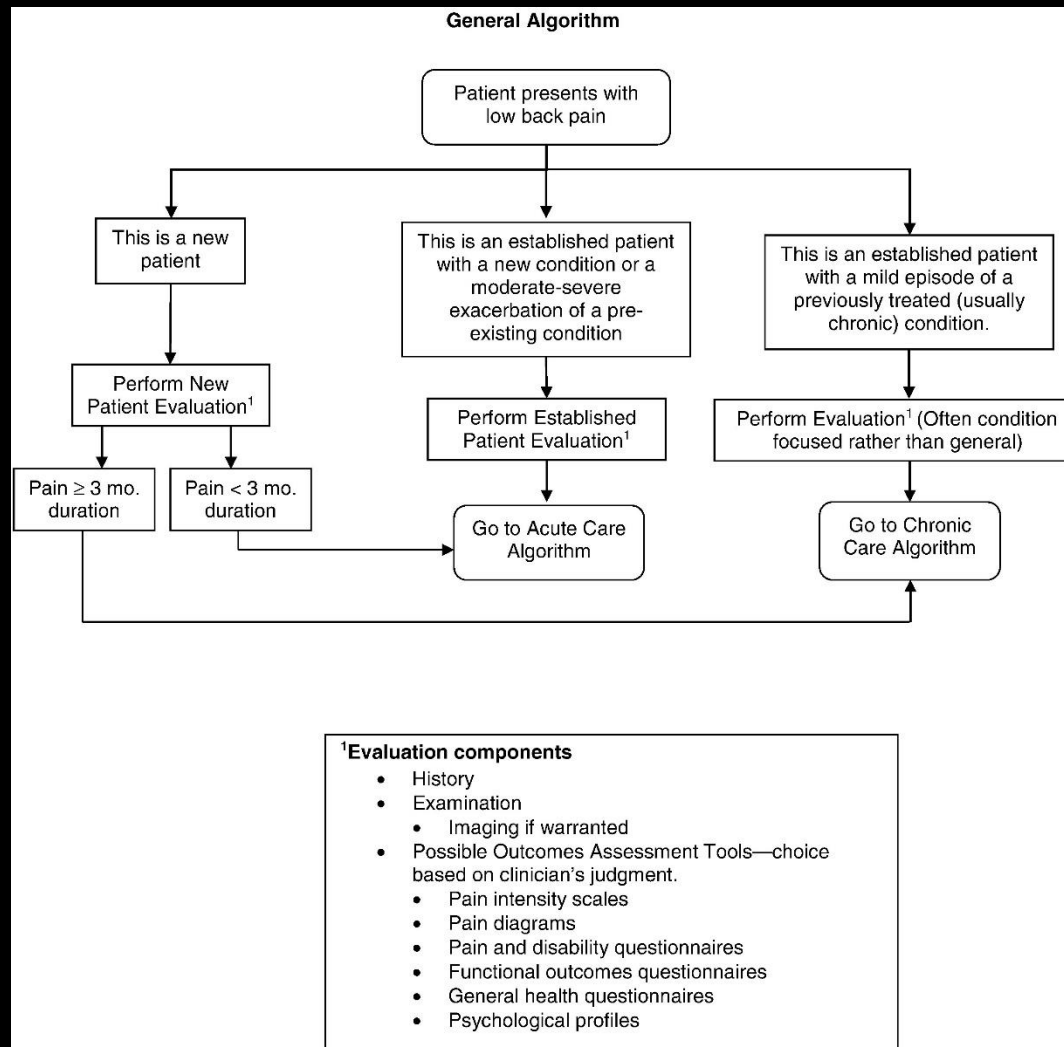 General Algorithm
Patient presents with
low back pain
This is a new
patient
This is an established patient
with a new condition or a
moderate-severe
exacerbation of a pre-
existing condition
This is an established patient
with a mild episode of a
previously treated (usually
chronic) condition.
Perform New
Patient Evaluation¹
Perform Established
Patient Evaluation¹
Perform Evaluation¹ (Often condition
focused rather than general)
Pain ≥ 3 mo.
duration
Pain < 3 mo.
duration
Go to Acute Care
Algorithm
Go to Chronic
Care Algorithm
¹Evaluation components
• History
• Examination
• Imaging if warranted
• Possible Outcomes Assessment Tools—choice
based on clinician's judgment.
• Pain intensity scales
• Pain diagrams
• Pain and disability questionnaires
• Functional outcomes questionnaires
• General health questionnaires
• Psychological profiles